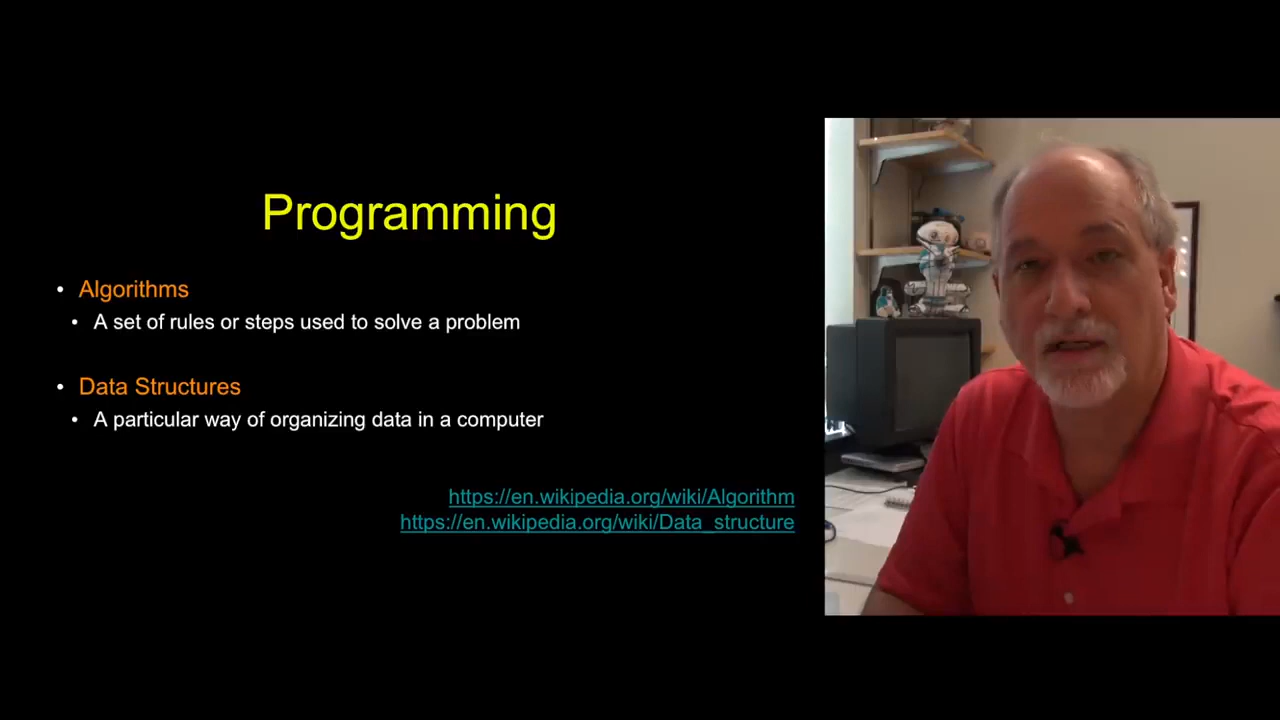 Programming
• Algorithms
• A set of rules or steps used to solve a problem
• Data Structures
• A particular way of organizing data in a computer
https://en.wikipedia.org/wiki/Algorithm
https://en.wikipedia.org/wiki/Data_structure